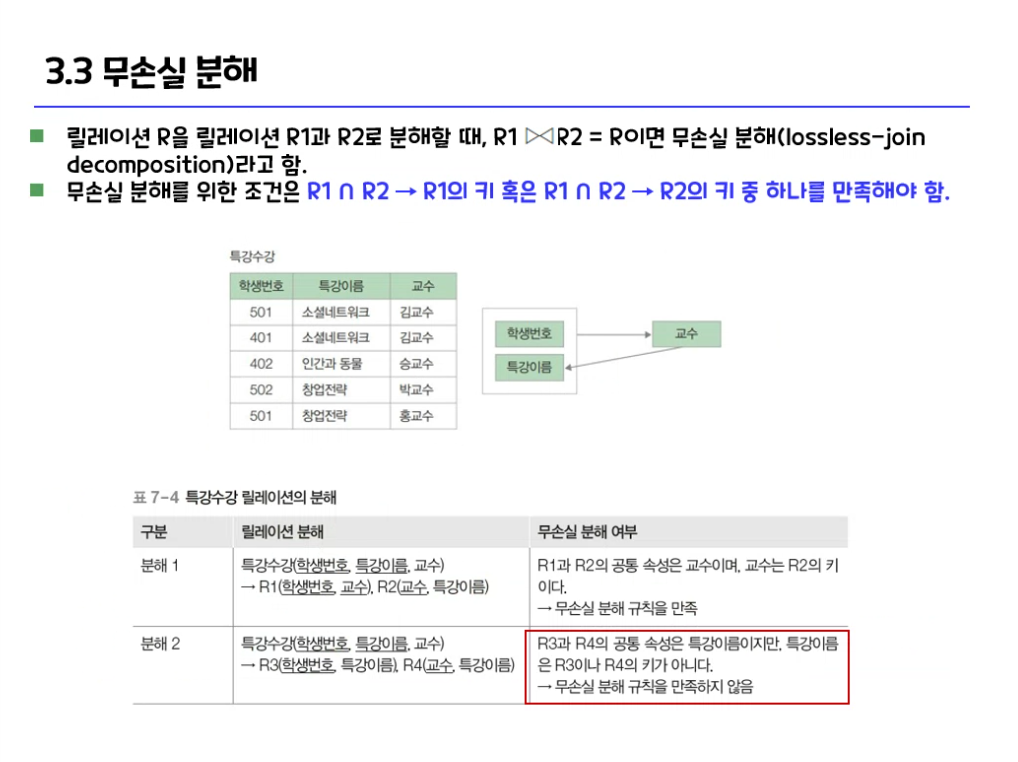 3.3 무손실 분해
릴레이션 R을 릴레이션 R1과 R2로 분해할 때, R1 ⋈ R2 = R이면 무손실 분해(lossless-join
decomposition)라고 함.
무손실 분해를 위한 조건은 R1 ∩ R2 → R1의 키 혹은 R1 ∩ R2 → R2의 키 중 하나를 만족해야 함.
특강수강
학생번호 특강이름 교수
501 소셜네트워크 김교수
401 소셜네트워크 김교수
402 인간과 동물 승교수
502 창업전략 박교수
501 창업전략 홍교수
학생번호 교수
특강이름
표 7-4 특강수강 릴레이션의 분해
구분 릴레이션 분해 무손실 분해 여부
분해 1 특강수강(학생번호, 특강이름, 교수) R1과 R2의 공통 속성은 교수이며, 교수는 R2의 키
→ R1(학생번호, 교수), R2(교수, 특강이름) 이다.
→ 무손실 분해 규칙을 만족
분해 2 특강수강(학생번호, 특강이름, 교수) R3과 R4의 공통 속성은 특강이름이지만, 특강이름
→ R3(학생번호, 특강이름), R4(교수, 특강이름) 은 R3이나 R4의 키가 아니다.
→ 무손실 분해 규칙을 만족하지 않음